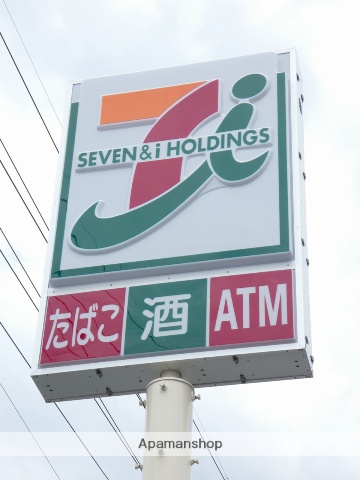 SEVEN & i HOLDINGS
たばこ 酒 ATM
Apamanshop